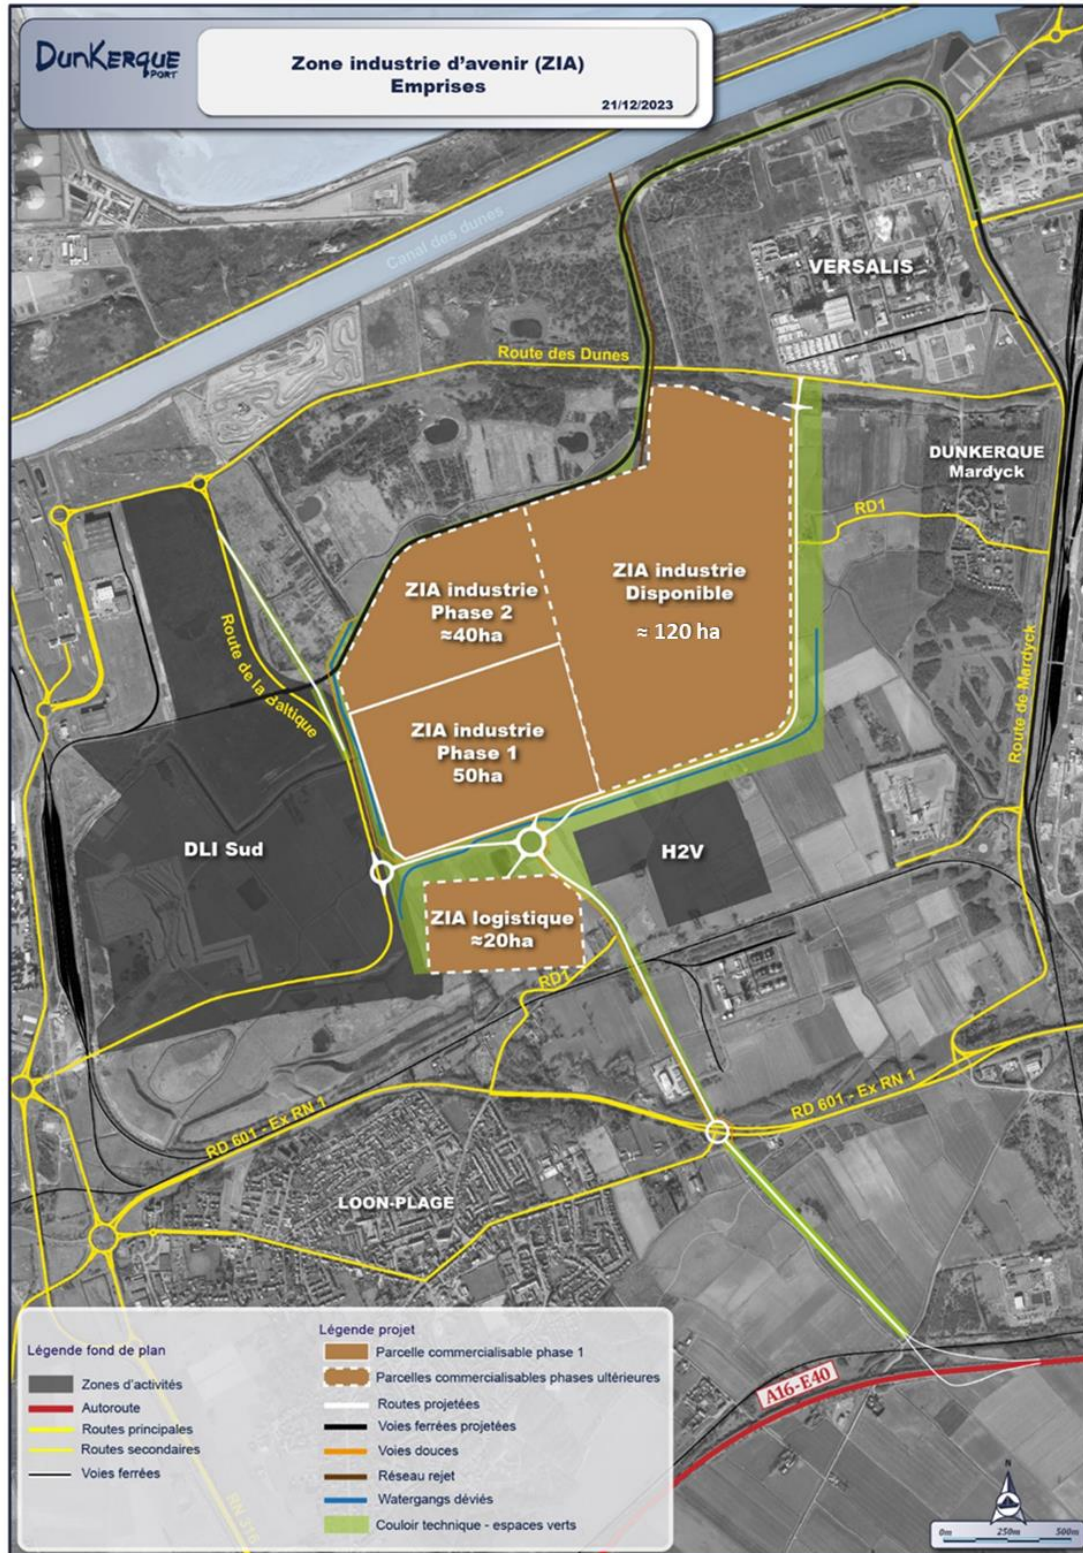 DUNKERQUE
PORT
Zone industrie d'avenir (ZIA)
Emprises
21/12/2023
Canal des dunes
VERSALIS
Route des Dunes
DUNKERQUE
Mardyck
RD1
ZIA industrie
Phase 2
≈40ha
ZIA industrie
Disponible
≈ 120 ha
Route de la Baltique
Route de Mardyck
ZIA industrie
Phase 1
50ha
DLI Sud
H2V
ZIA logistique
≈20ha
RD1
RD 601 - Ex RN 1
RD 601 - Ex RN 1
LOON-PLAGE
A16-E40
RN 316
Légende fond de plan
Zones d'activités
Autoroute
Routes principales
Routes secondaires
Voies ferrées
Légende projet
Parcelle commercialisable phase 1
Parcelles commercialisables phases ultérieures
Routes projetées
Voies ferrées projetées
Voies douces
Réseau rejet
Watergangs déviés
Couloir technique - espaces verts
N
0m 250m 500m